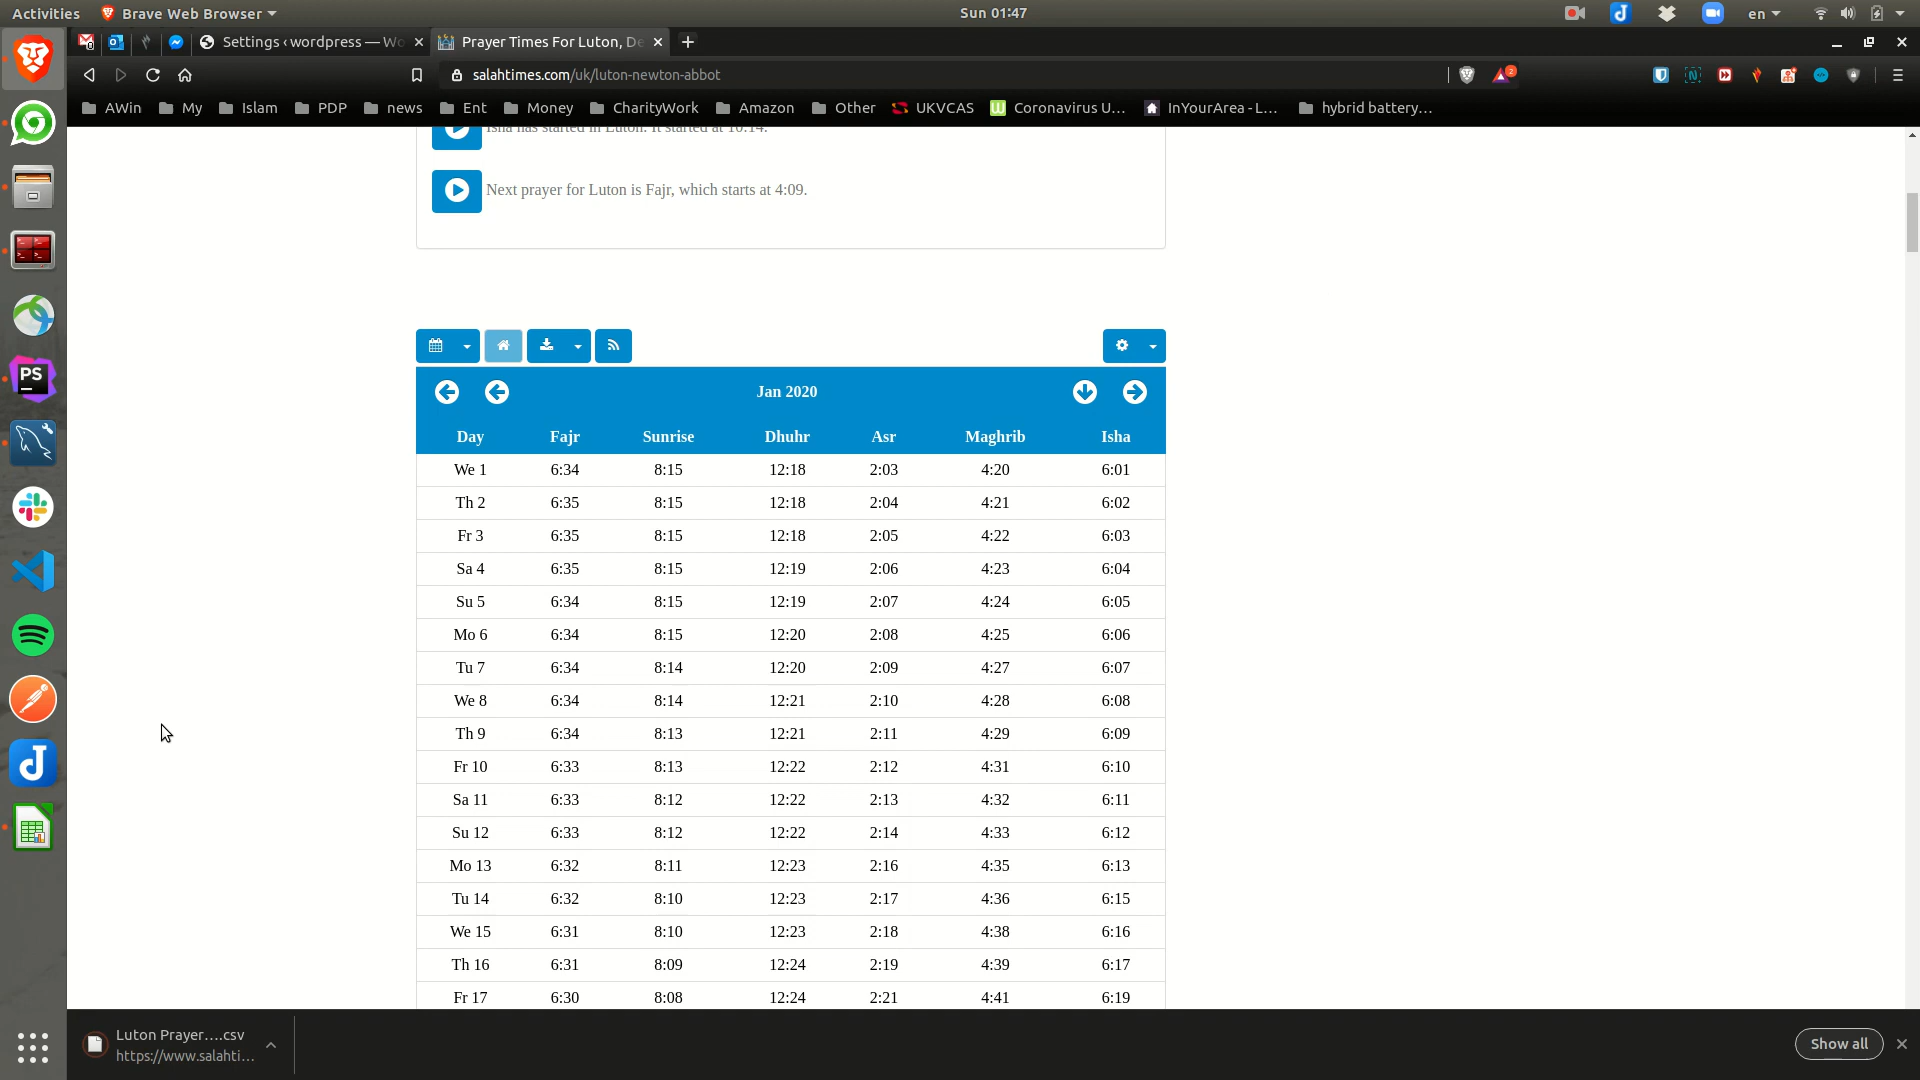 Activities Brave Web Browser Sun 01:47 en
Settings ‹ wordpress — Wo Prayer Times For Luton, De
salahtimes.com/uk/luton-newton-abbot 2
AWin My Islam PDP news Ent Money CharityWork Amazon Other UKVCAS Coronavirus U… InYourArea - L… hybrid battery…
Isha has started in Luton. It started at 10:14.
Next prayer for Luton is Fajr, which starts at 4:09.
Jan 2020
Day Fajr Sunrise Dhuhr Asr Maghrib Isha
We 1 6:34 8:15 12:18 2:03 4:20 6:01
Th 2 6:35 8:15 12:18 2:04 4:21 6:02
Fr 3 6:35 8:15 12:18 2:05 4:22 6:03
Sa 4 6:35 8:15 12:19 2:06 4:23 6:04
Su 5 6:34 8:15 12:19 2:07 4:24 6:05
Mo 6 6:34 8:15 12:20 2:08 4:25 6:06
Tu 7 6:34 8:14 12:20 2:09 4:27 6:07
We 8 6:34 8:14 12:21 2:10 4:28 6:08
Th 9 6:34 8:13 12:21 2:11 4:29 6:09
Fr 10 6:33 8:13 12:22 2:12 4:31 6:10
Sa 11 6:33 8:12 12:22 2:13 4:32 6:11
Su 12 6:33 8:12 12:22 2:14 4:33 6:12
Mo 13 6:32 8:11 12:23 2:16 4:35 6:13
Tu 14 6:32 8:10 12:23 2:17 4:36 6:15
We 15 6:31 8:10 12:23 2:18 4:38 6:16
Th 16 6:31 8:09 12:24 2:19 4:39 6:17
Fr 17 6:30 8:08 12:24 2:21 4:41 6:19
PS
Luton Prayer….csv
https://www.salahti…
Show all